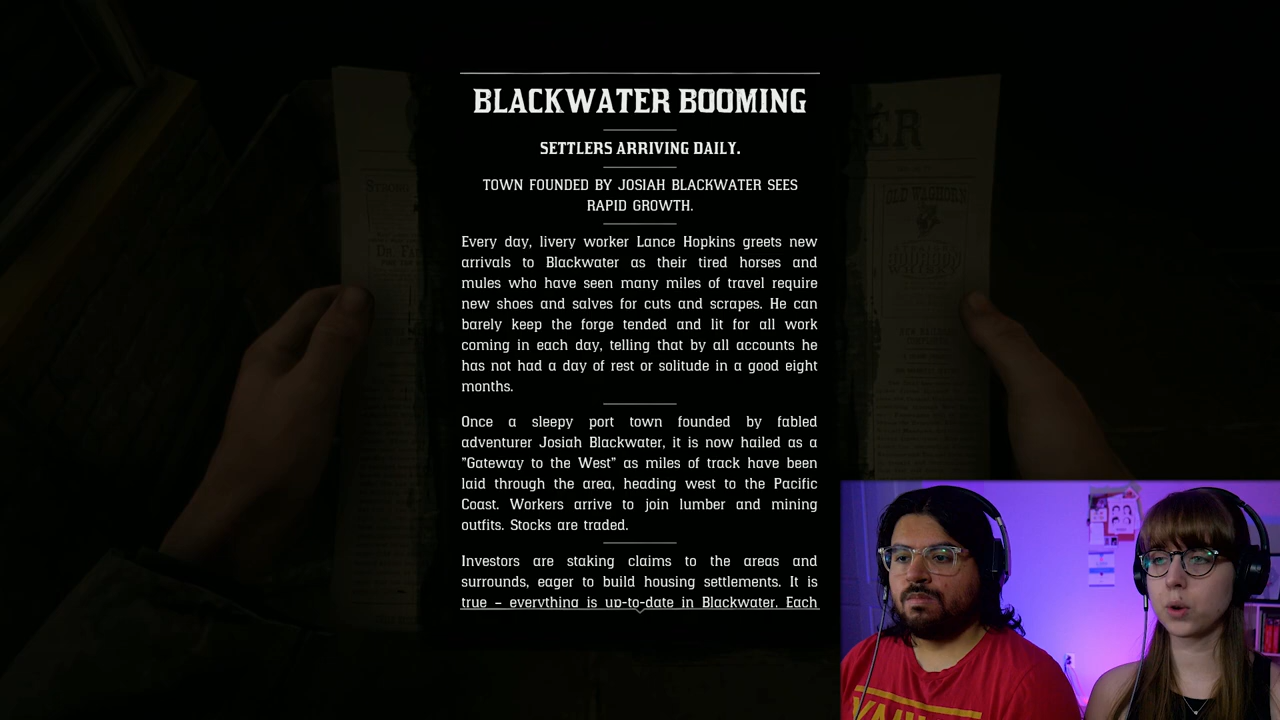 BLACKWATER BOOMING
SETTLERS ARRIVING DAILY.
TOWN FOUNDED BY JOSIAH BLACKWATER SEES
RAPID GROWTH.
Every day, livery worker Lance Hopkins greets new
arrivals to Blackwater as their tired horses and
mules who have seen many miles of travel require
new shoes and salves for cuts and scrapes. He can
barely keep the forge tended and lit for all work
coming in each day, telling that by all accounts he
has not had a day of rest or solitude in a good eight
months.
Once a sleepy port town founded by fabled
adventurer Josiah Blackwater, it is now hailed as a
"Gateway to the West" as miles of track have been
laid through the area, heading west to the Pacific
Coast. Workers arrive to join lumber and mining
outfits. Stocks are traded.
Investors are staking claims to the areas and
surrounds, eager to build housing settlements. It is
true – everything is up-to-date in Blackwater. Each
OLD WAGHORN